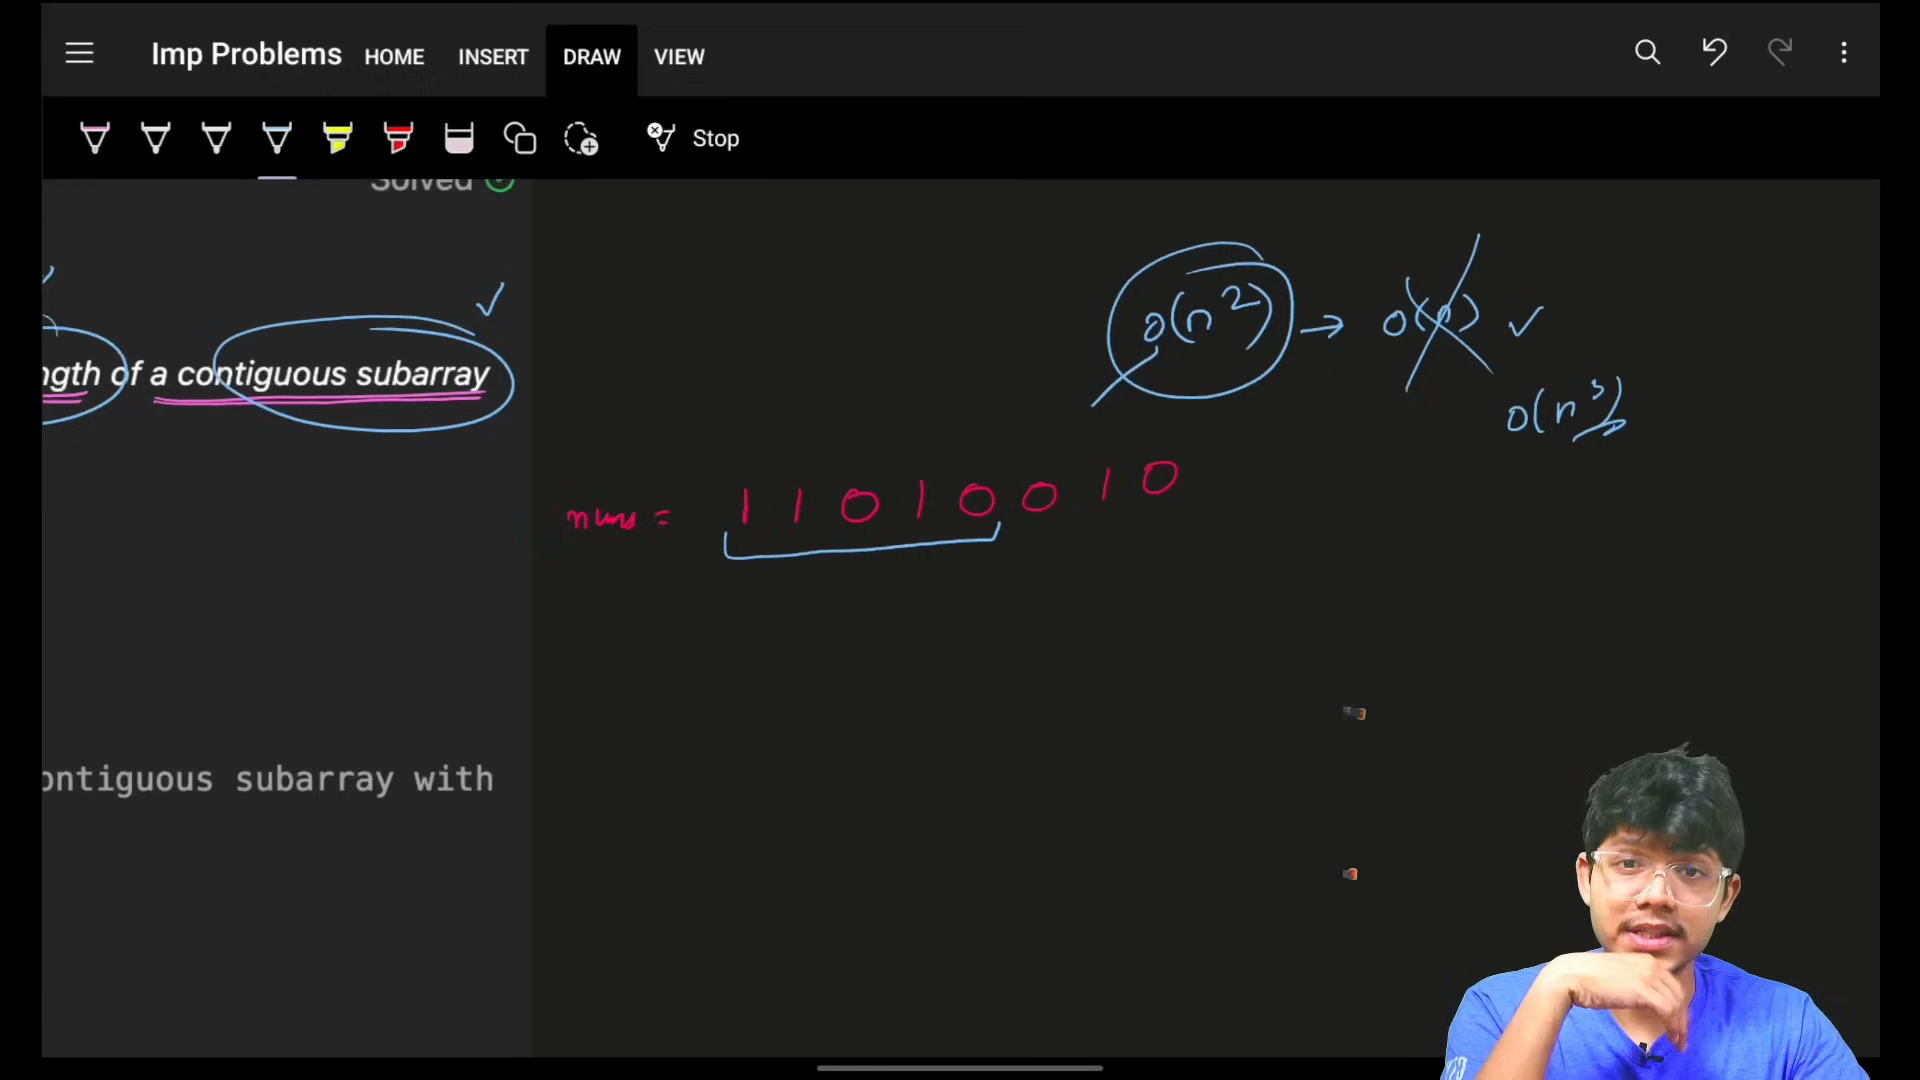 Imp Problems HOME INSERT DRAW VIEW
Stop
Solved
ngth of a contiguous subarray
ontiguous subarray with
O(n²) → O(n) ✓
O(n³)
nums = 1 1 0 1 0 0 1 0